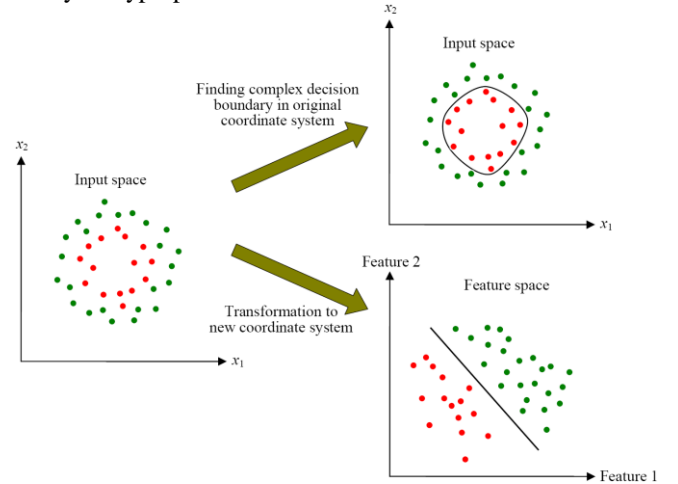 x₂
Input space
Finding complex decision
boundary in original
coordinate system
x₂
Input space
x₁
x₁
Feature 2
Transformation to
new coordinate system
Feature space
Feature 1